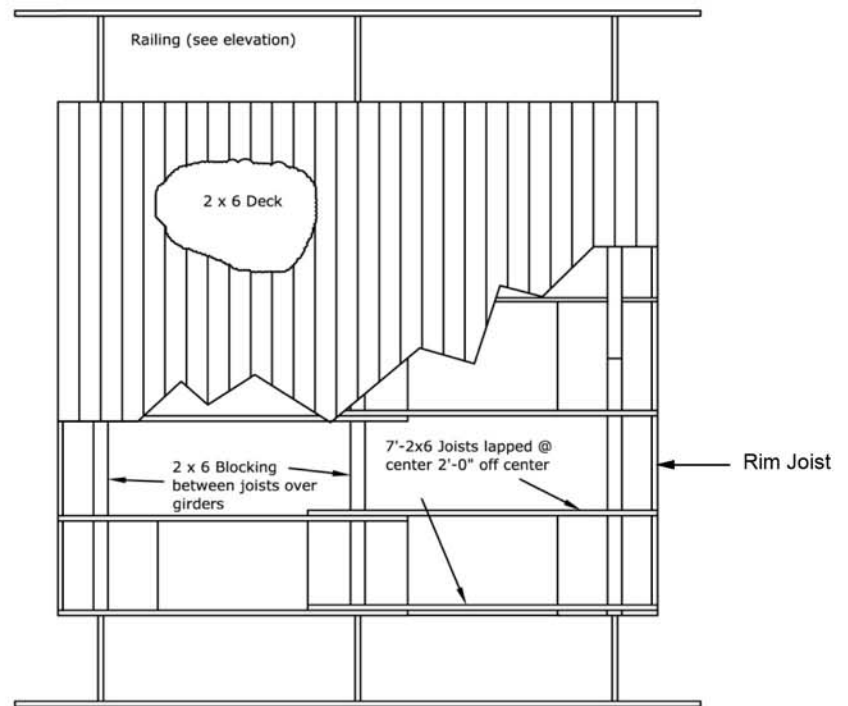 Railing (see elevation)
2 x 6 Deck
7'-2x6 Joists lapped @
center 2'-0" off center
2 x 6 Blocking
between joists over
girders
Rim Joist